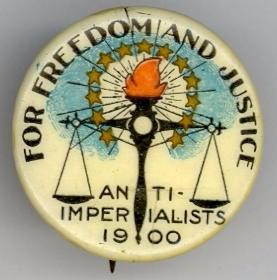 FOR FREEDOM AND JUSTICE
ANTI-
IMPERIALISTS
1900